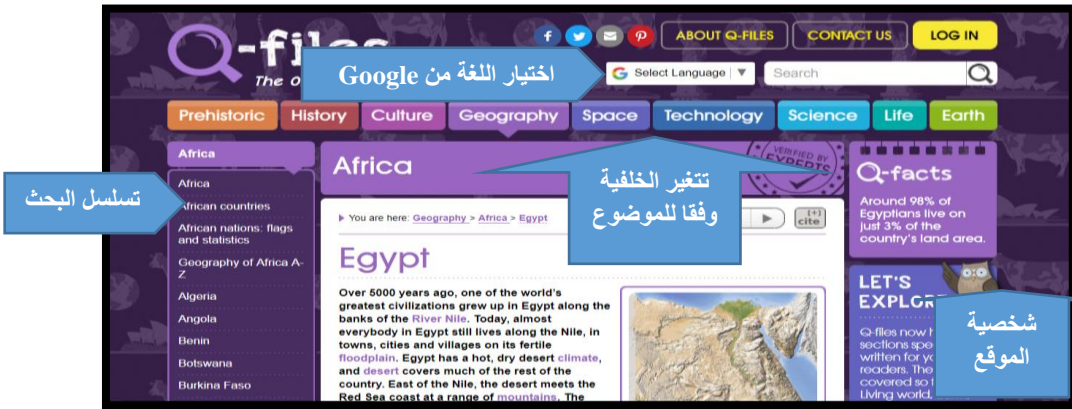 Q-files
The O
ABOUT Q-FILES
CONTACT US
LOG IN
اختيار اللغة من Google
G Select Language
Search
Prehistoric History Culture Geography Space Technology Science Life Earth
Africa
Africa
African countries
African nations: flags
and statistics
Geography of Africa A-
Z
Algeria
Angola
Benin
Botswana
Burkina Faso
تسلسل البحث
Africa
VERIFIED BY
EXPERTS
تتغير الخلفية
وفقا للموضوع
You are here: Geography > Africa > Egypt
[+]
cite
Egypt
Over 5000 years ago, one of the world's
greatest civilizations grew up in Egypt along the
banks of the River Nile. Today, almost
everybody in Egypt still lives along the Nile, in
towns, cities and villages on its fertile
floodplain. Egypt has a hot, dry desert climate,
and desert covers much of the rest of the
country. East of the Nile, the desert meets the
Red Sea coast at a range of mountains. The
Q-facts
Around 98% of
Egyptians live on
just 3% of the
country's land area.
LET'S
EXPLORE
Q-files now
sections spe
written for yo
readers. The
covered so f
Living world,
شخصية
الموقع